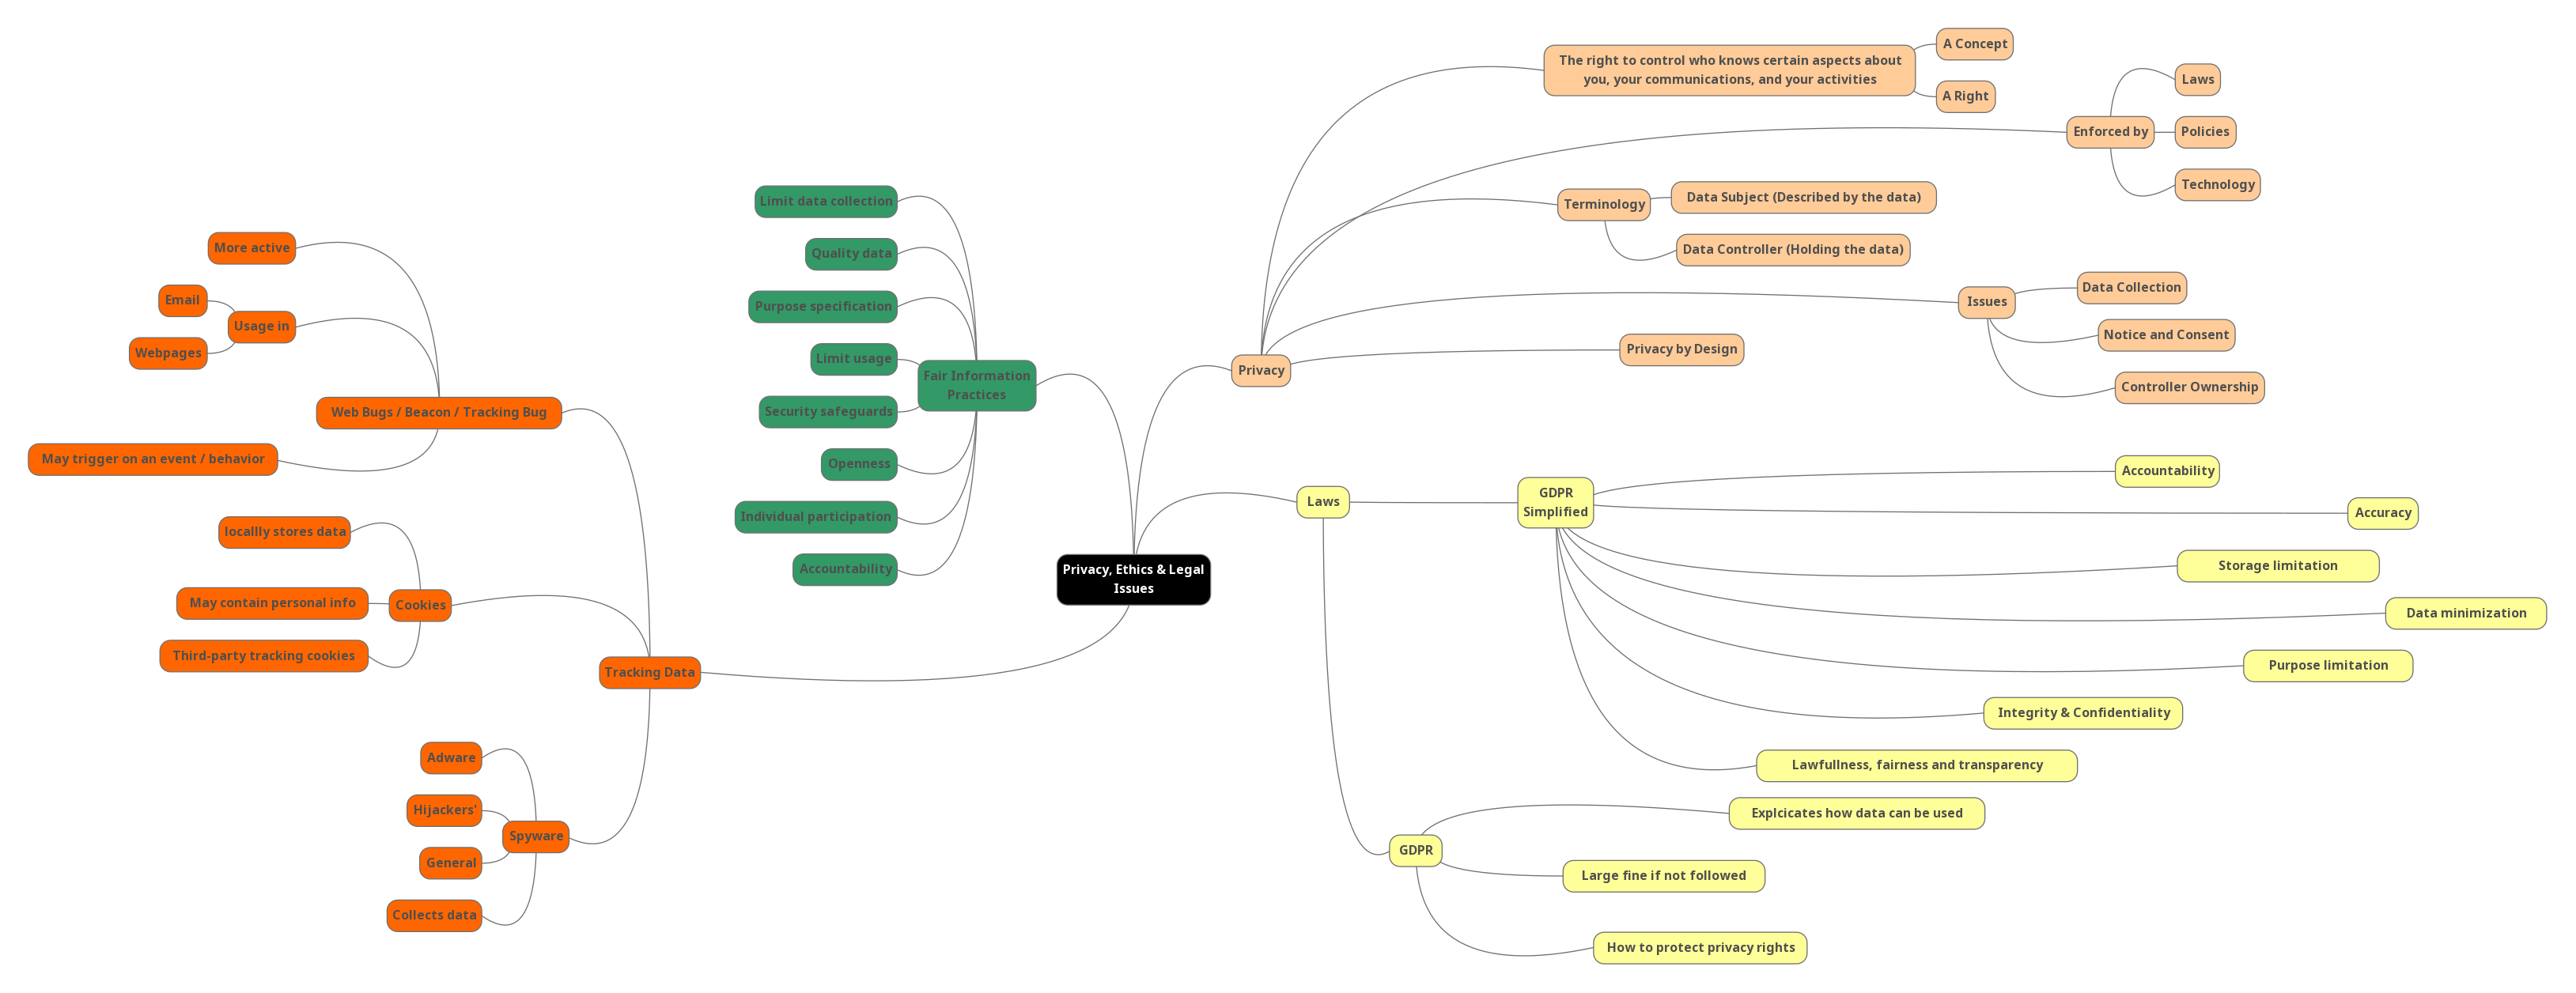 Privacy, Ethics & Legal
Issues
Privacy
The right to control who knows certain aspects about
you, your communications, and your activities
A Concept
A Right
Enforced by
Laws
Policies
Technology
Terminology
Data Subject (Described by the data)
Data Controller (Holding the data)
Issues
Data Collection
Notice and Consent
Controller Ownership
Privacy by Design
Laws
GDPR
Simplified
Accountability
Accuracy
Storage limitation
Data minimization
Purpose limitation
Integrity & Confidentiality
Lawfullness, fairness and transparency
GDPR
Explcicates how data can be used
Large fine if not followed
How to protect privacy rights
Fair Information
Practices
Limit data collection
Quality data
Purpose specification
Limit usage
Security safeguards
Openness
Individual participation
Accountability
Tracking Data
Web Bugs / Beacon / Tracking Bug
More active
Usage in
Email
Webpages
May trigger on an event / behavior
Cookies
locallly stores data
May contain personal info
Third-party tracking cookies
Spyware
Adware
Hijackers'
General
Collects data